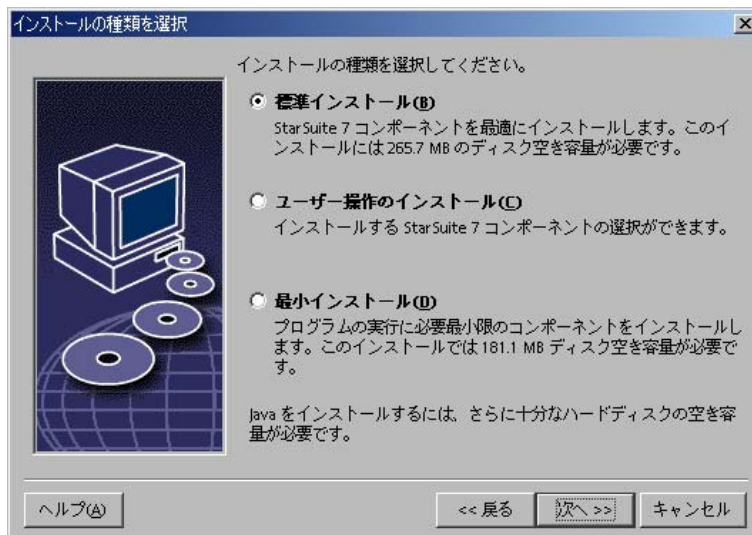 インストールの種類を選択
インストールの種類を選択してください。
標準インストール(B)
StarSuite 7 コンポーネントを最適にインストールします。このイ
ンストールには 265.7 MB のディスク空き容量が必要です。
ユーザー操作のインストール(C)
インストールする StarSuite 7 コンポーネントの選択ができます。
最小インストール(D)
プログラムの実行に必要最小限のコンポーネントをインストールし
ます。このインストールでは 181.1 MB ディスク空き容量が必要で
す。
Java をインストールするには、さらに十分なハードディスクの空き容
量が必要です。
ヘルプ(A)
<< 戻る
次へ >>
キャンセル